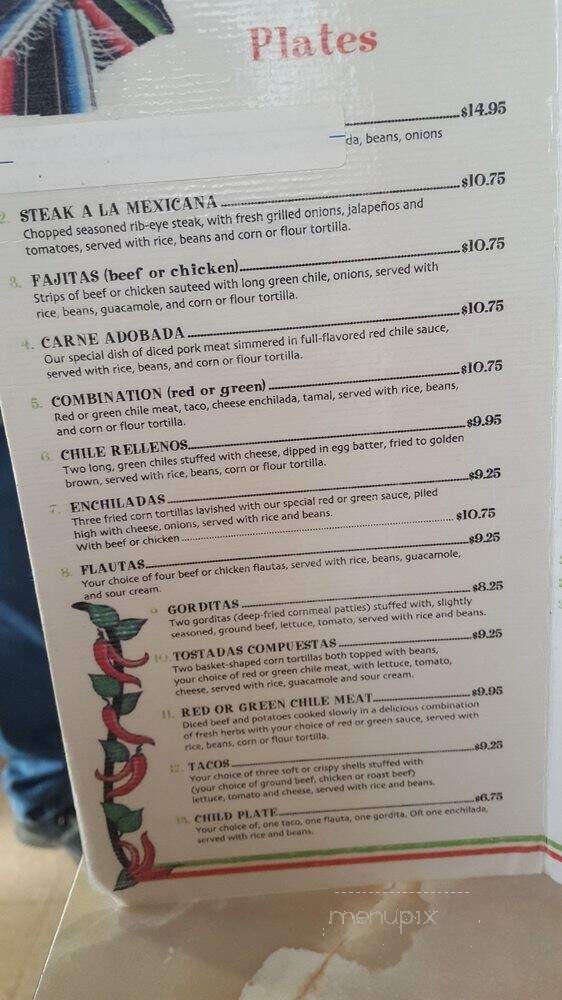 Plates
$14.95
da, beans, onions
2. STEAK A LA MEXICANA $10.75
Chopped seasoned rib-eye steak, with fresh grilled onions, jalapeños and
tomatoes, served with rice, beans and corn or flour tortilla.
3. FAJITAS (beef or chicken) $10.75
Strips of beef or chicken sauteed with long green chile, onions, served with
rice, beans, guacamole, and corn or flour tortilla.
4. CARNE ADOBADA $10.75
Our special dish of diced pork meat simmered in full-flavored red chile sauce,
served with rice, beans, and corn or flour tortilla.
5. COMBINATION (red or green) $10.75
Red or green chile meat, taco, cheese enchilada, tamal, served with rice, beans,
and corn or flour tortilla.
6. CHILE RELLENOS $9.95
Two long, green chiles stuffed with cheese, dipped in egg batter, fried to golden
brown, served with rice, beans, corn or flour tortilla.
7. ENCHILADAS $9.25
Three fried corn tortillas lavished with our special red or green sauce, piled
high with cheese, onions, served with rice and beans.
With beef or chicken $10.75
8. FLAUTAS $9.25
Your choice of four beef or chicken flautas, served with rice, beans, guacamole,
and sour cream.
9. GORDITAS $8.25
Two gorditas (deep-fried cornmeal patties) stuffed with, slightly
seasoned, ground beef, lettuce, tomato, served with rice and beans.
10. TOSTADAS COMPUESTAS $9.25
Two basket-shaped corn tortillas both topped with beans,
your choice of red or green chile meat, with lettuce, tomato,
cheese, served with rice, guacamole and sour cream.
11. RED OR GREEN CHILE MEAT $9.95
Diced beef and potatoes cooked slowly in a delicious combination
of fresh herbs with your choice of red or green sauce, served with
rice, beans, corn or flour tortilla.
12. TACOS $9.25
Your choice of three soft or crispy shells stuffed with
(your choice of ground beef, chicken or roast beef)
lettuce, tomato and cheese, served with rice and beans.
13. CHILD PLATE $6.75
Your choice of, one taco, one flauta, one gordita, OR one enchilada,
served with rice and beans.
menupix